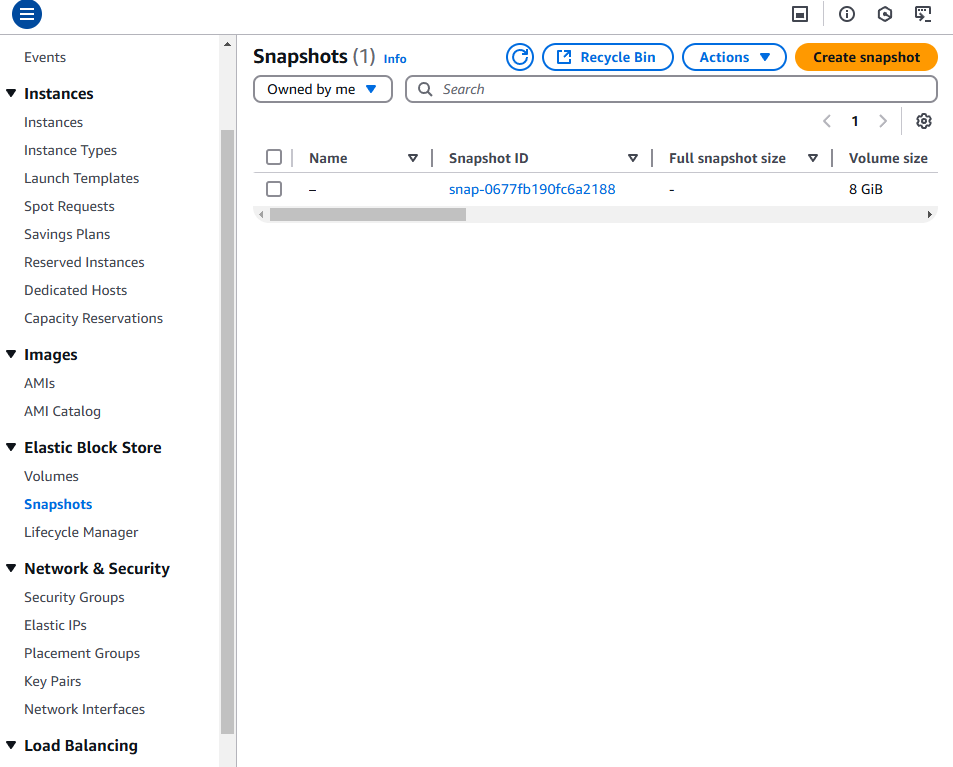 Events
Instances
Instances
Instance Types
Launch Templates
Spot Requests
Savings Plans
Reserved Instances
Dedicated Hosts
Capacity Reservations
Images
AMIs
AMI Catalog
Elastic Block Store
Volumes
Snapshots
Lifecycle Manager
Network & Security
Security Groups
Elastic IPs
Placement Groups
Key Pairs
Network Interfaces
Load Balancing
Snapshots (1) Info Recycle Bin Actions Create snapshot
Owned by me Search
1
Name Snapshot ID Full snapshot size Volume size
– snap-0677fb190fc6a2188 - 8 GiB